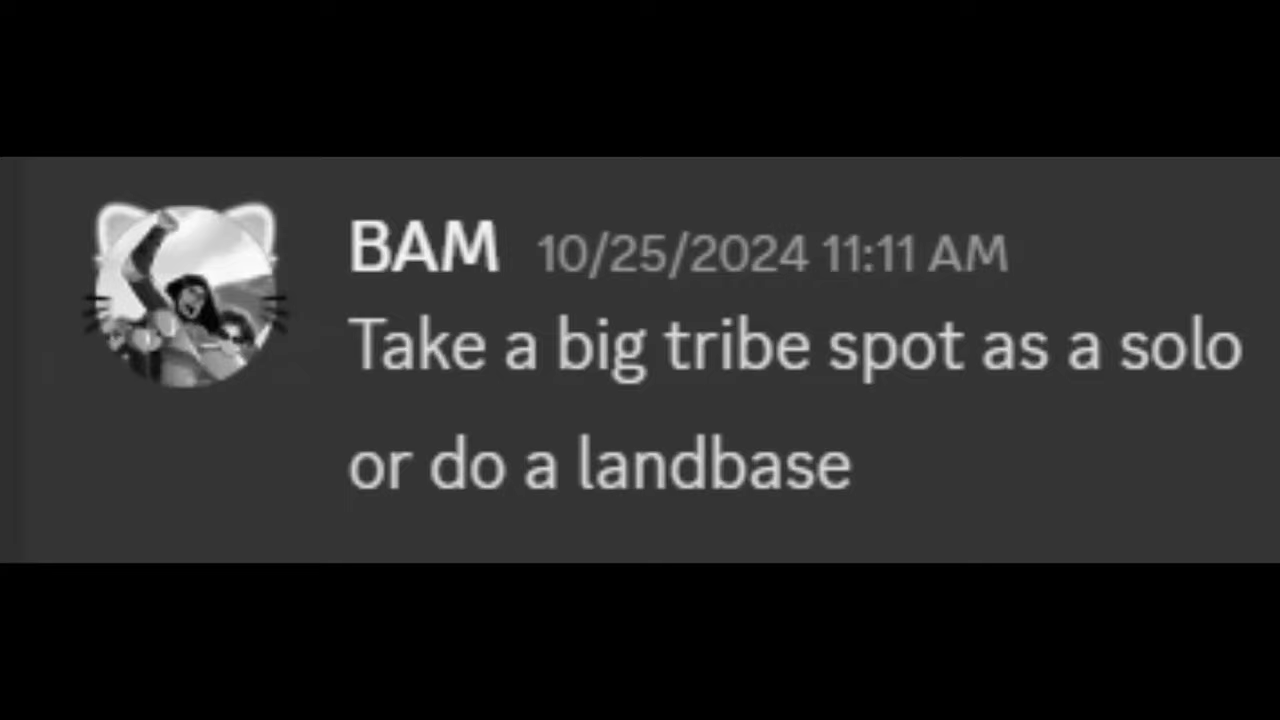 BAM 10/25/2024 11:11 AM
Take a big tribe spot as a solo
or do a landbase